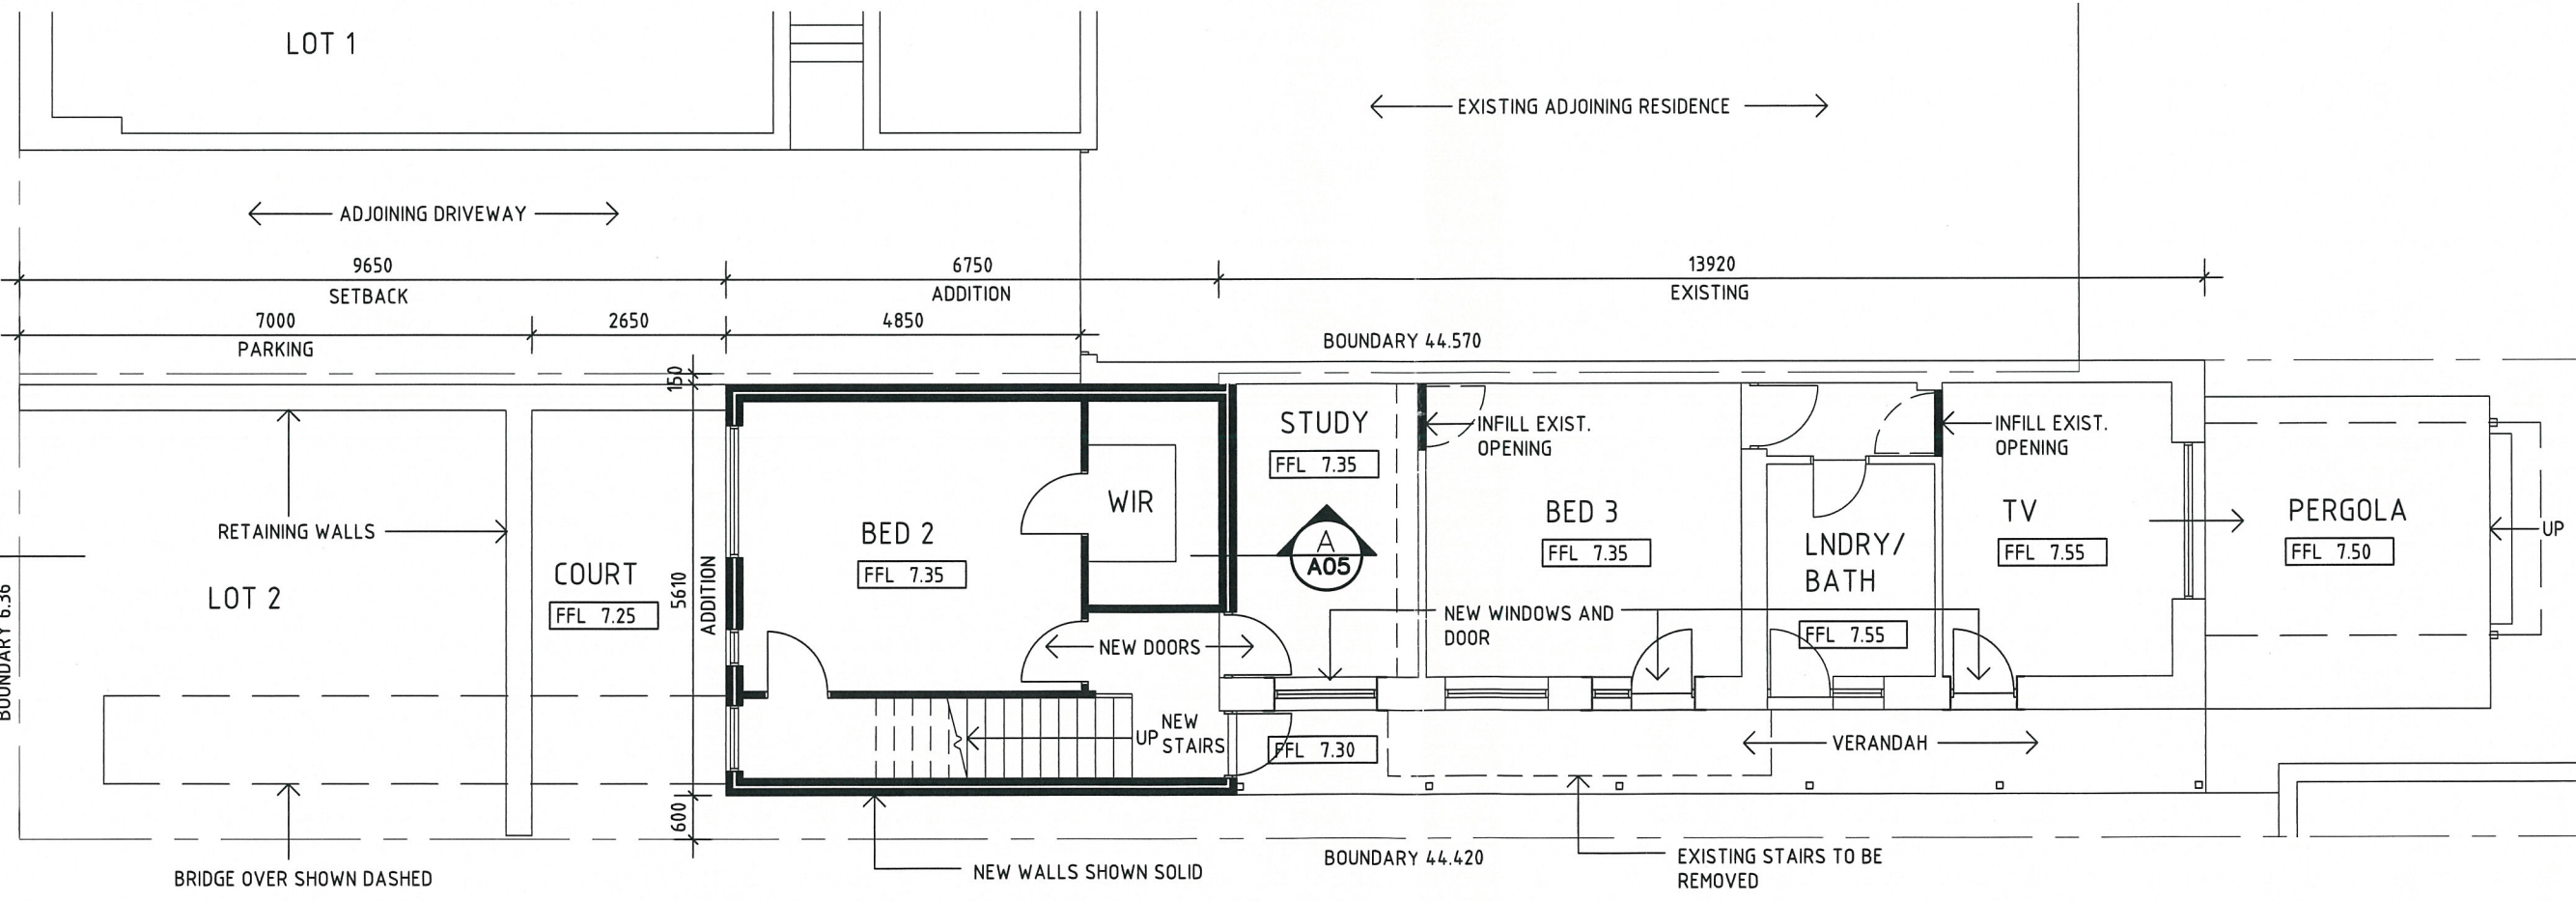 LOT 1
EXISTING ADJOINING RESIDENCE
ADJOINING DRIVEWAY
9650
SETBACK
6750
ADDITION
13920
EXISTING
7000
PARKING
2650
4850
BOUNDARY 44.570
150
STUDY
FFL 7.35
INFILL EXIST.
OPENING
INFILL EXIST.
OPENING
RETAINING WALLS
LOT 2
COURT
FFL 7.25
5610
ADDITION
BED 2
FFL 7.35
WIR
A
A05
BED 3
FFL 7.35
LNDRY/
BATH
FFL 7.55
TV
FFL 7.55
PERGOLA
FFL 7.50
UP
BOUNDARY 6.36
NEW DOORS
NEW WINDOWS AND
DOOR
UP
NEW
STAIRS
FFL 7.30
VERANDAH
600
BRIDGE OVER SHOWN DASHED
NEW WALLS SHOWN SOLID
BOUNDARY 44.420
EXISTING STAIRS TO BE
REMOVED